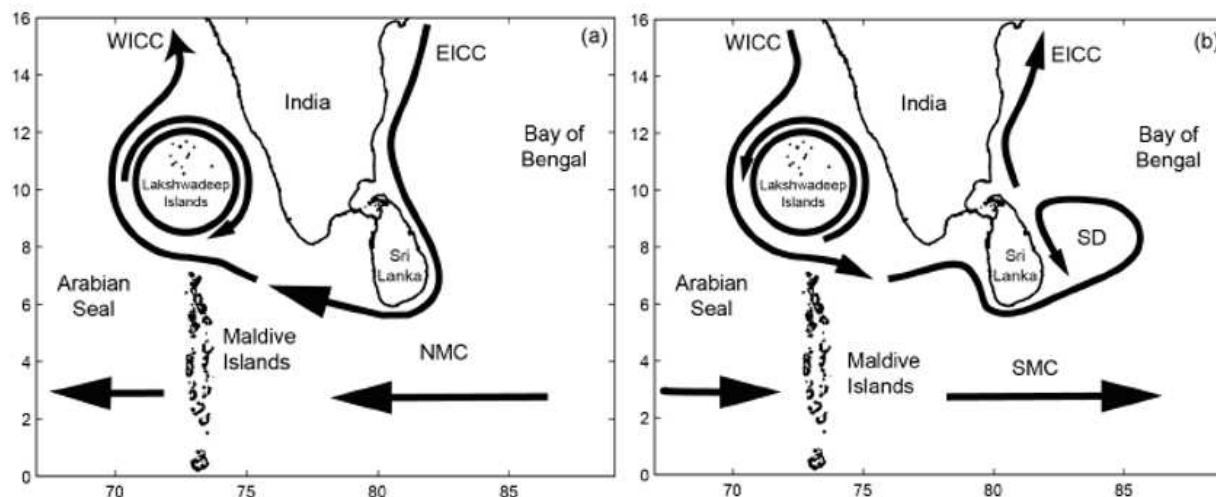 16
14
12
10
8
6
4
2
0
70
75
80
85
WICC
EICC
(a)
India
Bay of
Bengal
Lakshwadeep
Islands
Sri
Lanka
Arabian
Seal
Maldive
Islands
NMC
16
14
12
10
8
6
4
2
0
70
75
80
85
WICC
EICC
(b)
India
Bay of
Bengal
Lakshwadeep
Islands
SD
Sri
Lanka
Arabian
Seal
Maldive
Islands
SMC